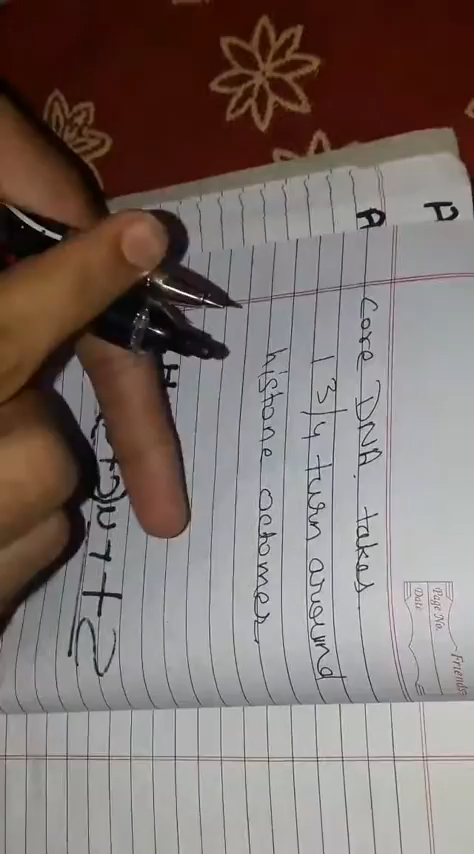 Friends
Page No.
Date
Core DNA. takes
1 3/4 turn around
histone octomer.
P
A